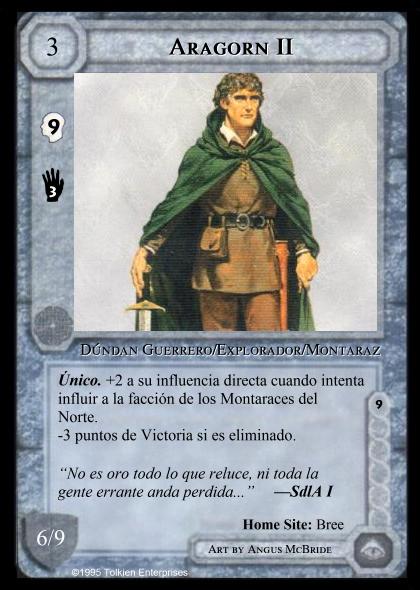 3
ARAGORN II
9
3
DÚNDAN GUERRERO/EXPLORADOR/MONTARAZ
Único. +2 a su influencia directa cuando intenta
influir a la facción de los Montaraces del
Norte.
-3 puntos de Victoria si es eliminado.
9
“No es oro todo lo que reluce, ni toda la
gente errante anda perdida...” —SdlA I
Home Site: Bree
6/9
ART BY ANGUS MCBRIDE
©1995 Tolkien Enterprises